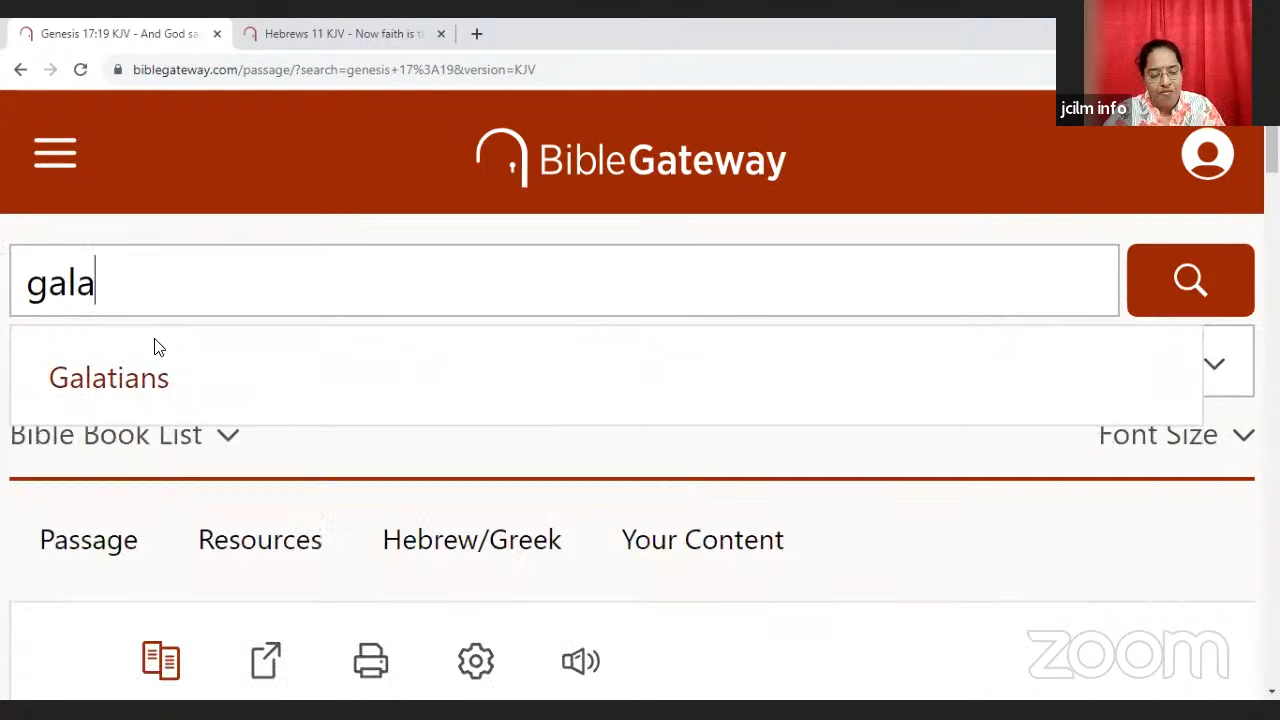 Genesis 17:19 KJV - And God sa
Hebrews 11 KJV - Now faith is t
biblegateway.com/passage/?search=genesis+17%3A19&version=KJV
jcilm info
BibleGateway
gala
Galatians
Bible Book List
Font Size
Passage
Resources
Hebrew/Greek
Your Content
zoom